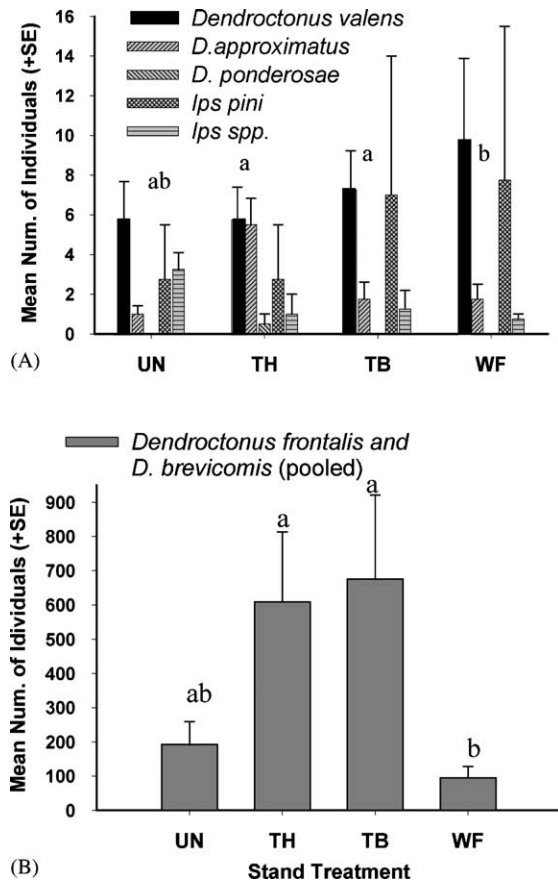 16
14
12
10
8
6
4
2
0
Mean Num. of Individuals (+SE)
Dendroctonus valens
D.approximatus
D. ponderosae
Ips pini
Ips spp.
ab
a
a
b
UN TH TB WF
(A)
Dendroctonus frontalis and
D. brevicomis (pooled)
900
800
700
600
500
400
300
200
100
0
Mean Num. of Idividuals (+SE)
ab
a
a
b
UN TH TB WF
Stand Treatment
(B)